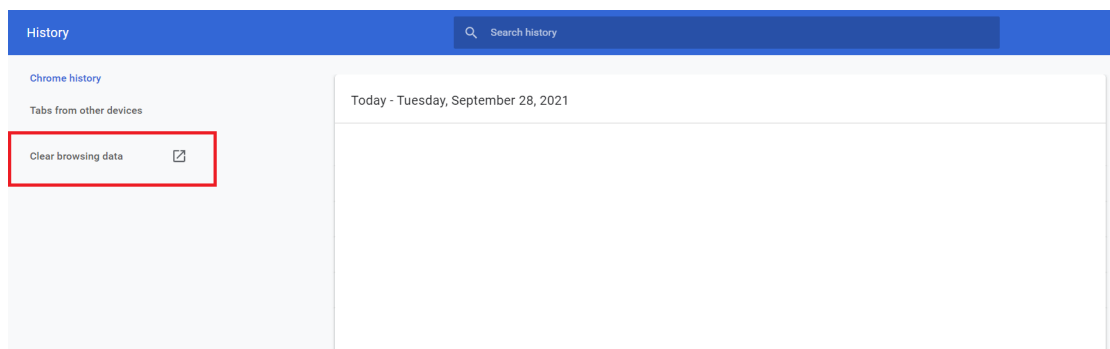 History
Search history
Chrome history
Tabs from other devices
Clear browsing data
Today - Tuesday, September 28, 2021